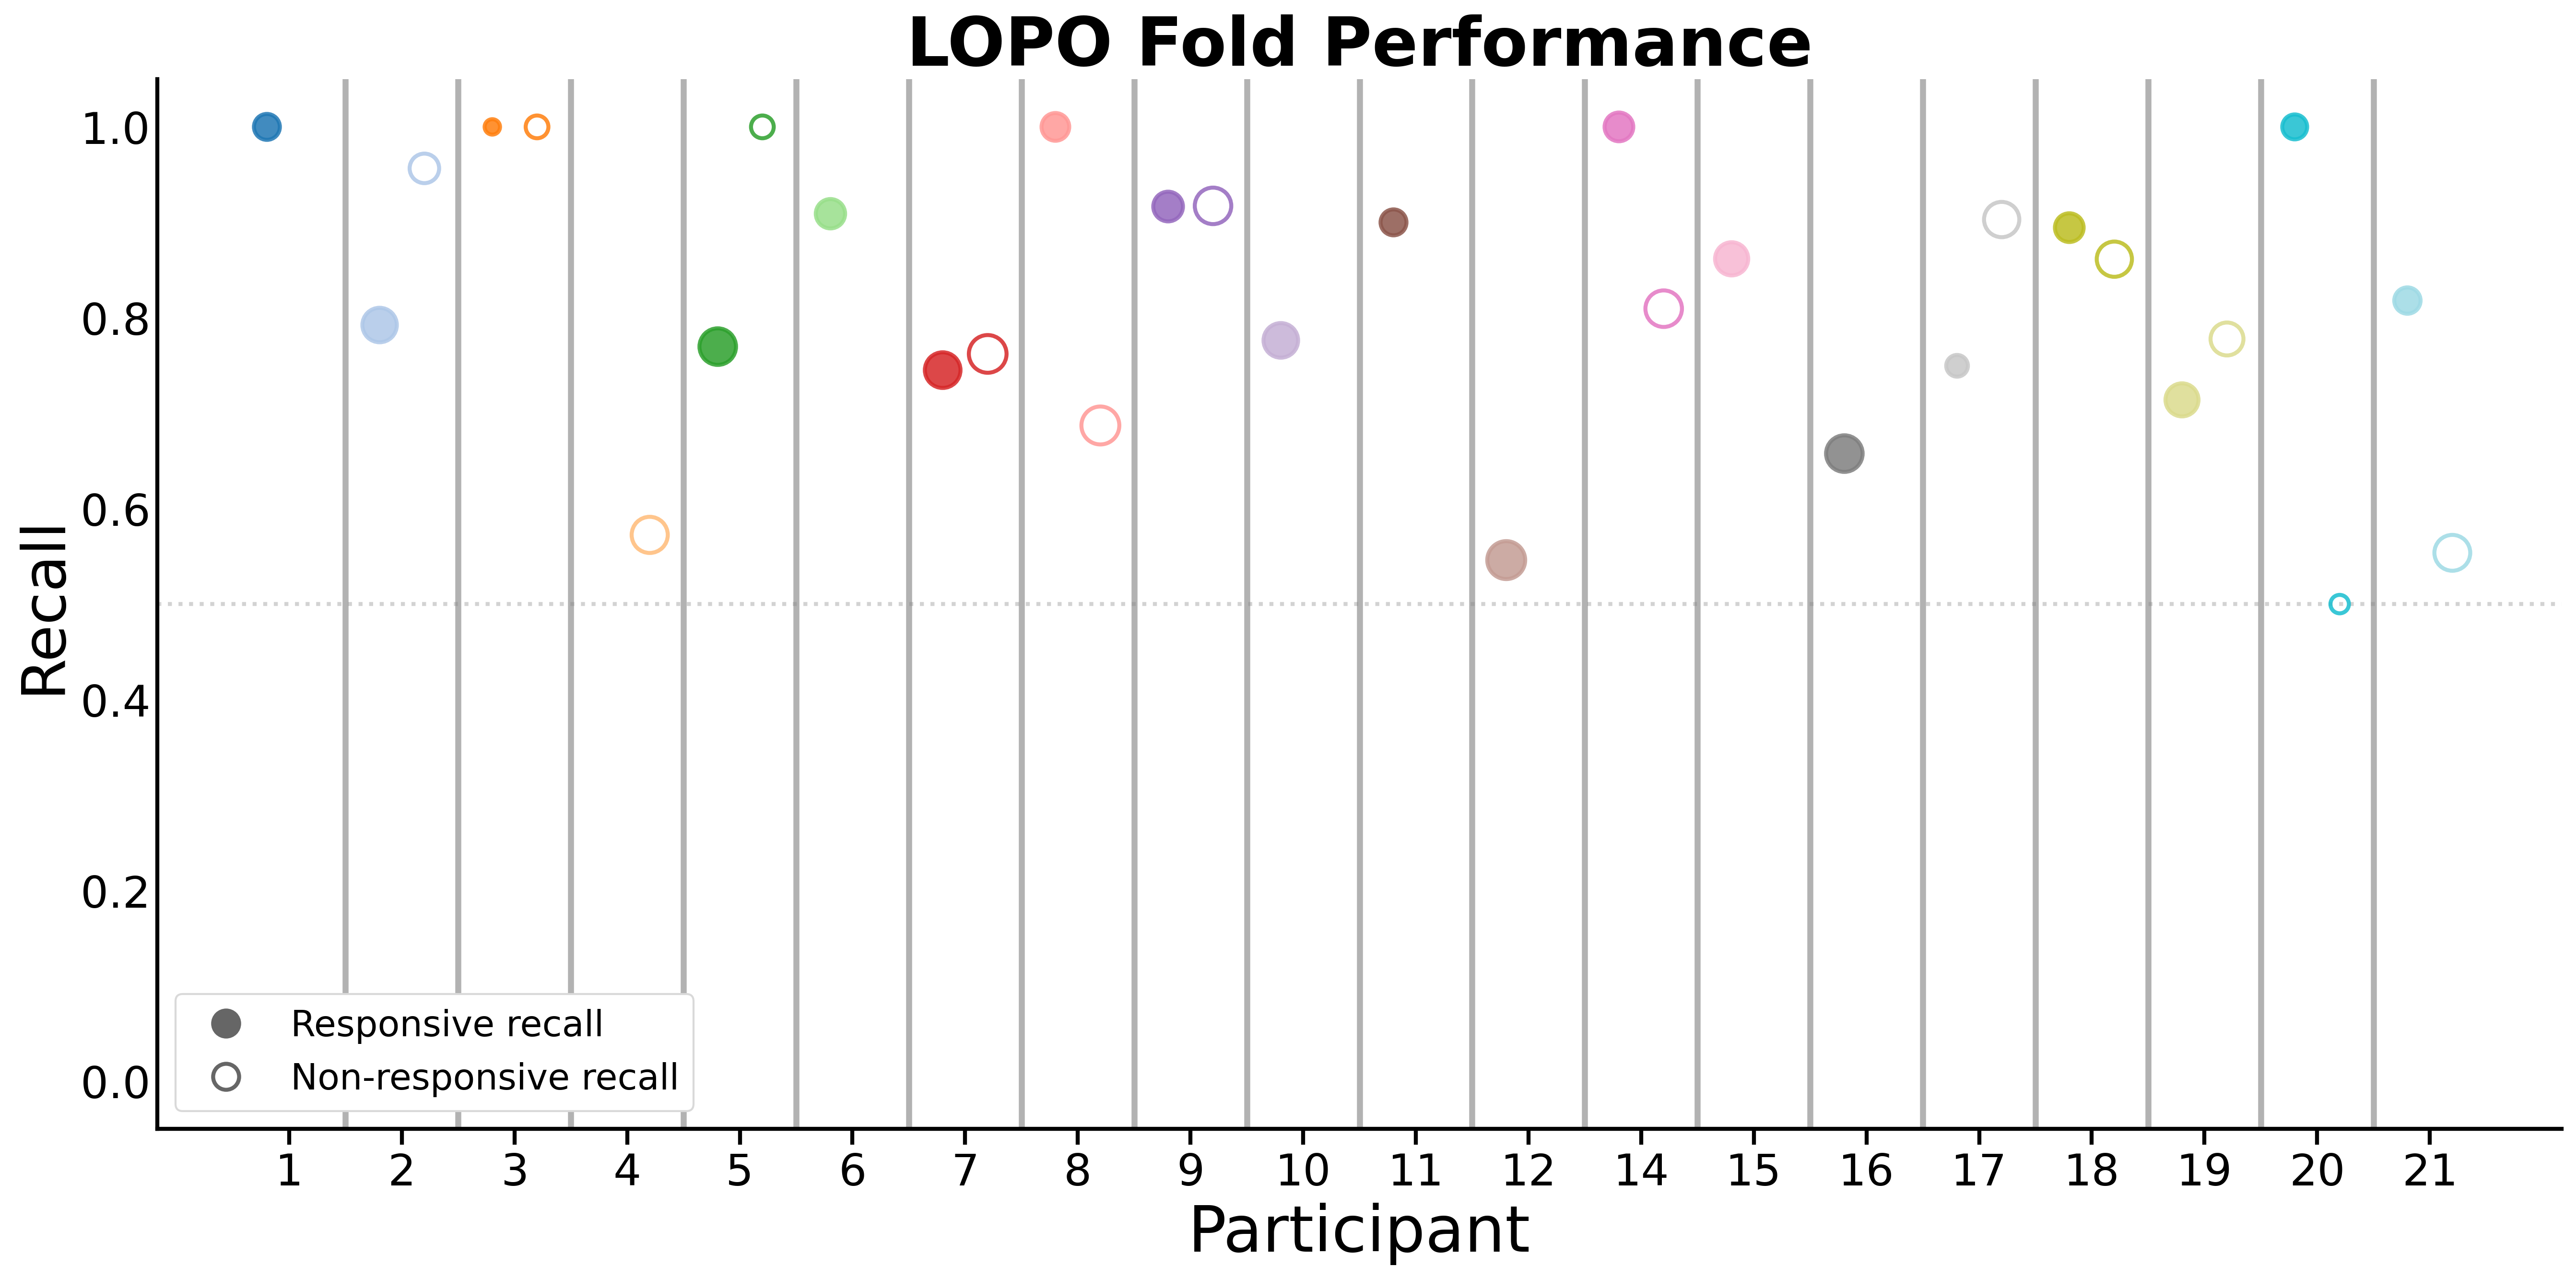 LOPO Fold Performance
1.0
0.8
0.6
0.4
0.2
0.0
Recall
Responsive recall
Non-responsive recall
1 2 3 4 5 6 7 8 9 10 11 12 14 15 16 17 18 19 20 21
Participant